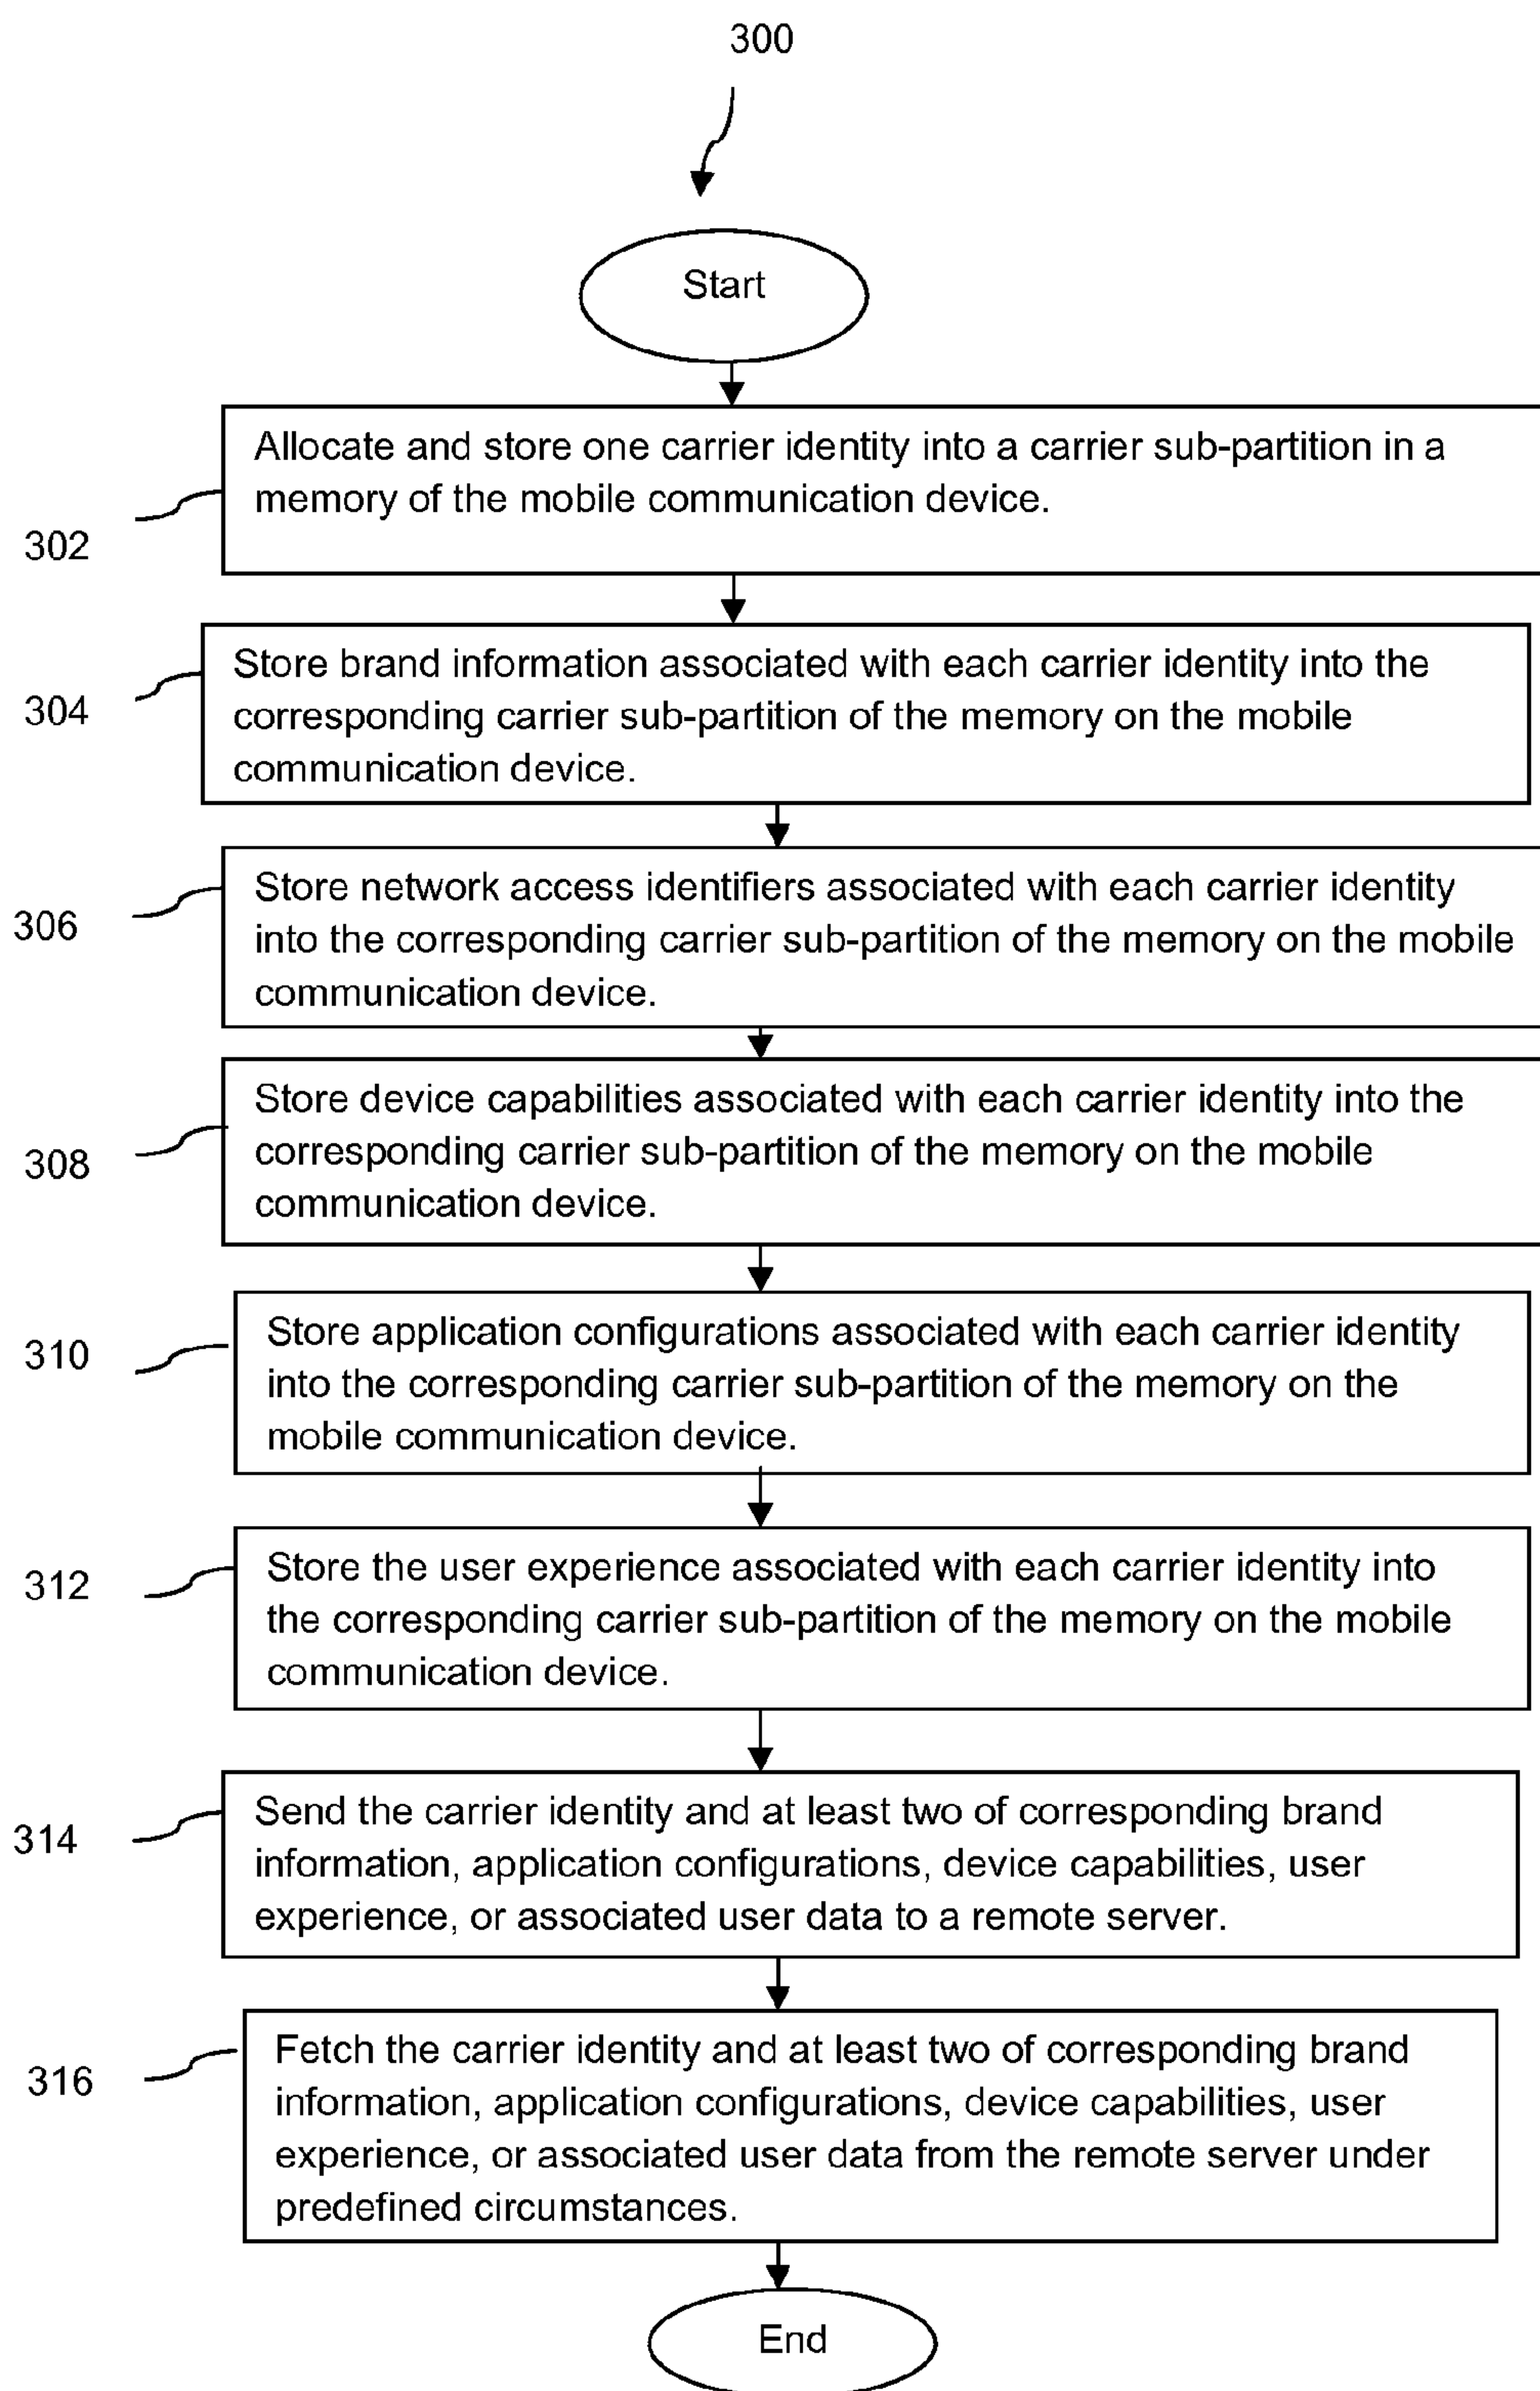 300
Start
Allocate and store one carrier identity into a carrier sub-partition in a
memory of the mobile communication device.
302
Store brand information associated with each carrier identity into the
corresponding carrier sub-partition of the memory on the mobile
communication device.
304
Store network access identifiers associated with each carrier identity
into the corresponding carrier sub-partition of the memory on the mobile
communication device.
306
Store device capabilities associated with each carrier identity into the
corresponding carrier sub-partition of the memory on the mobile
communication device.
308
Store application configurations associated with each carrier identity
into the corresponding carrier sub-partition of the memory on the
mobile communication device.
310
Store the user experience associated with each carrier identity into
the corresponding carrier sub-partition of the memory on the mobile
communication device.
312
Send the carrier identity and at least two of corresponding brand
information, application configurations, device capabilities, user
experience, or associated user data to a remote server.
314
Fetch the carrier identity and at least two of corresponding brand
information, application configurations, device capabilities, user
experience, or associated user data from the remote server under
predefined circumstances.
316
End